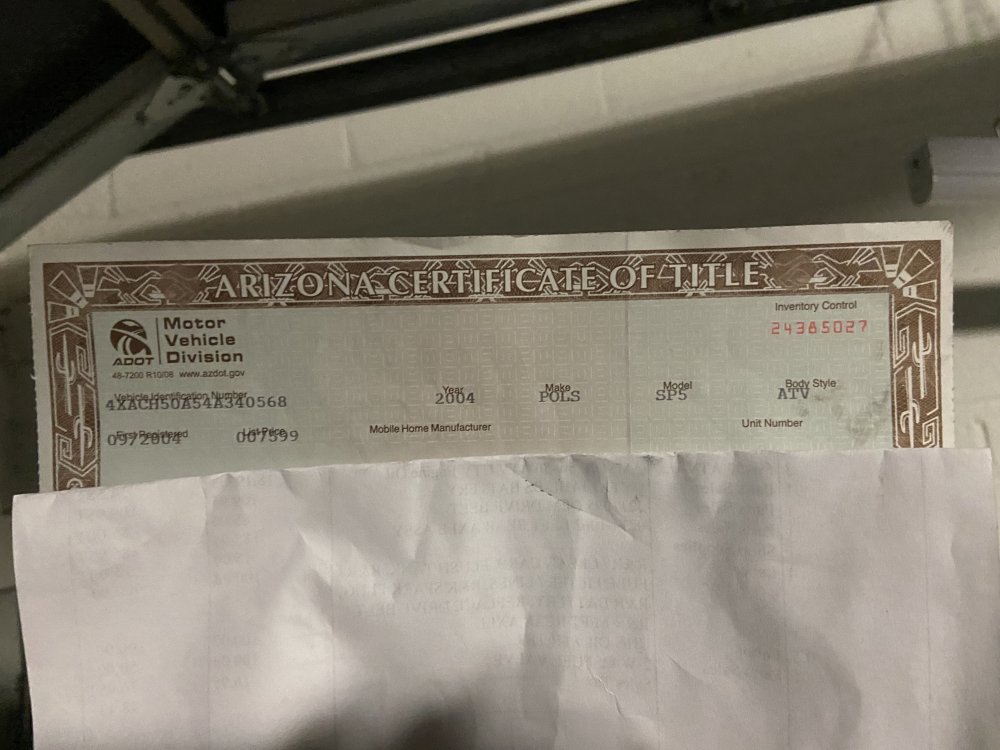 ARIZONA CERTIFICATE OF TITLE
Inventory Control
24385027
Motor
Vehicle
Division
ADOT
48-7200 R10/08 www.azdot.gov
Vehicle Identification Number Year Make Model Body Style
4XACH50A54A340568 2004 POLS SP5 ATV
First Registered List Price Mobile Home Manufacturer Unit Number
09/2004 007599